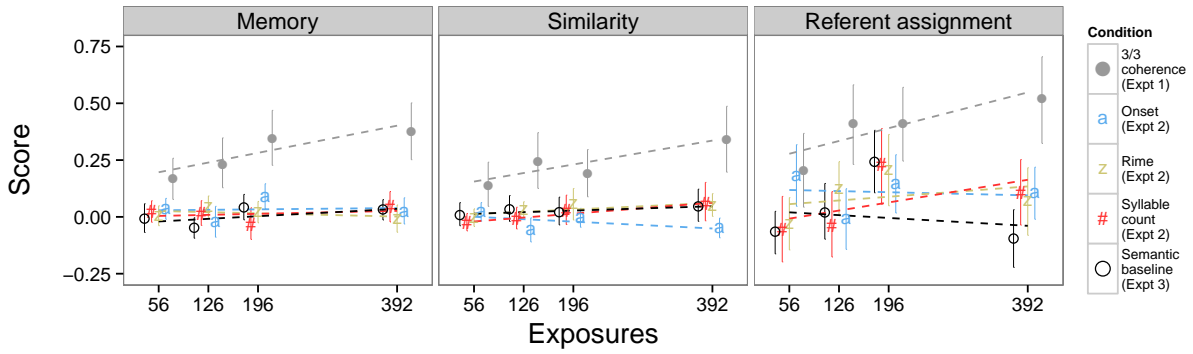 Memory
Similarity
Referent assignment
Score
0.75
0.50
0.25
0.00
−0.25
56 126 196 392
56 126 196 392
56 126 196 392
Exposures
Condition
3/3
coherence
(Expt 1)
a Onset
(Expt 2)
z Rime
(Expt 2)
# Syllable
count
(Expt 2)
Semantic
baseline
(Expt 3)